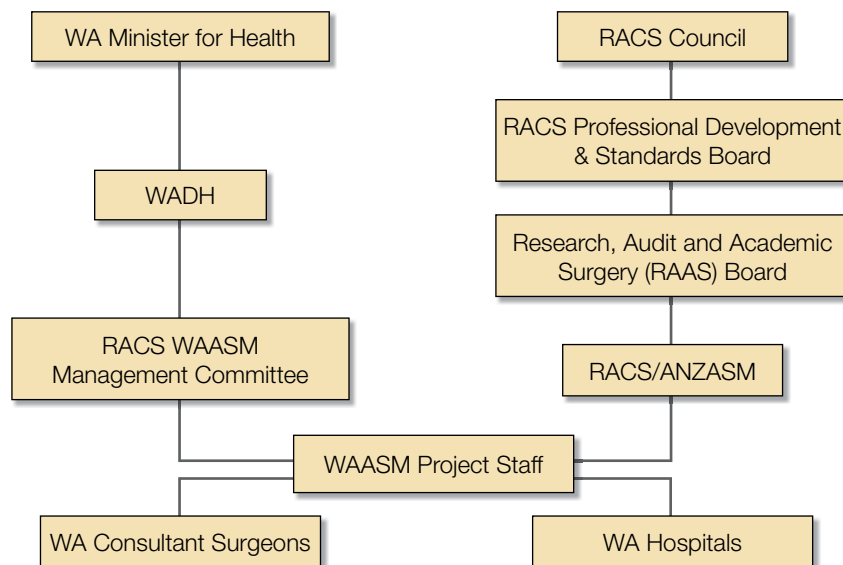 WA Minister for Health
RACS Council
RACS Professional Development
& Standards Board
WADH
Research, Audit and Academic
Surgery (RAAS) Board
RACS WAASM
Management Committee
RACS/ANZASM
WAASM Project Staff
WA Consultant Surgeons
WA Hospitals